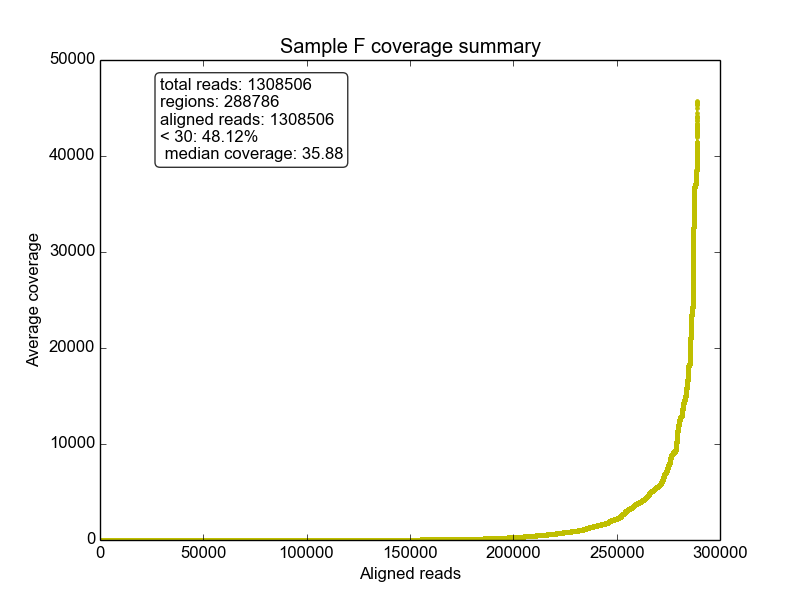 Sample F coverage summary
50000
total reads: 1308506
regions: 288786
aligned reads: 1308506
< 30: 48.12%
median coverage: 35.88
40000
30000
Average coverage
20000
10000
0
0 50000 100000 150000 200000 250000 300000
Aligned reads